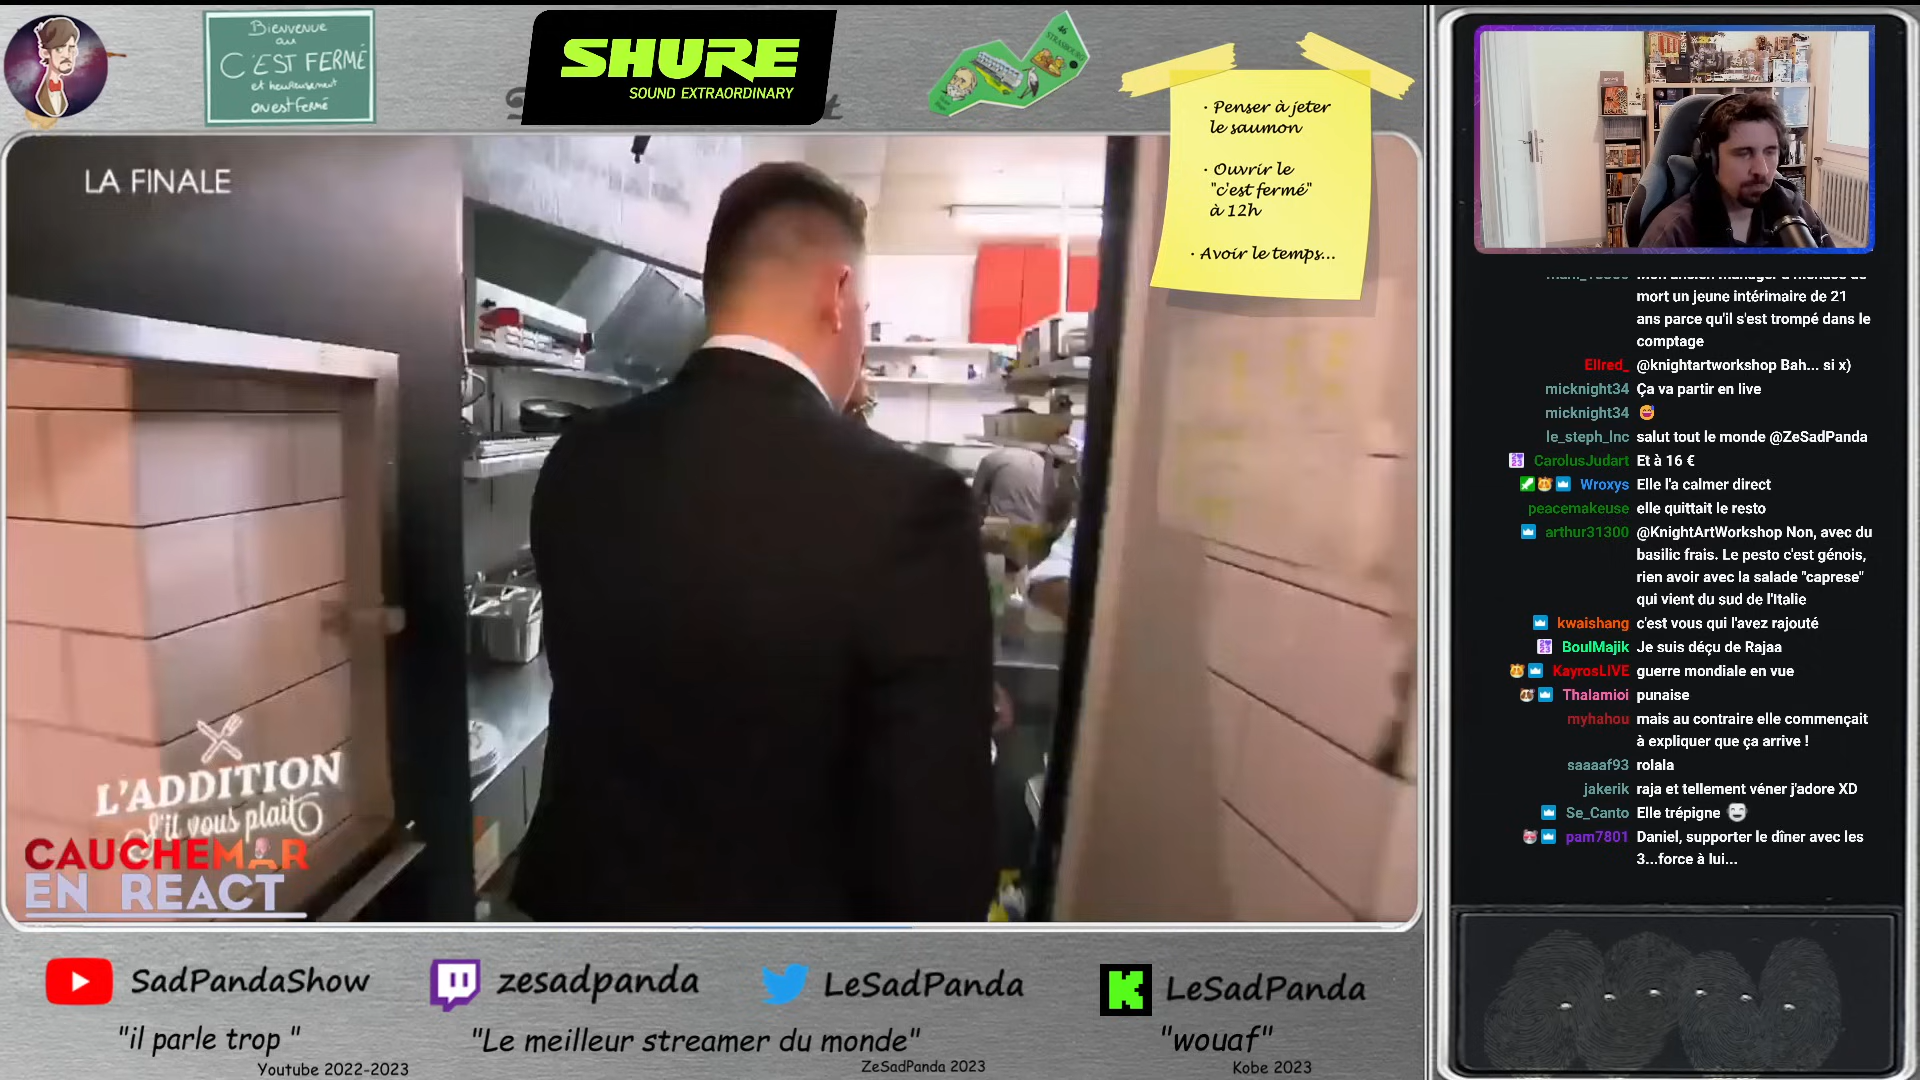 Bienvenue
au
C'EST FERMÉ
et heureusement
on est fermé
SHURE
SOUND EXTRAORDINARY
46
STRASBOURG
• Penser à jeter
le saumon
• Ouvrir le
"c'est fermé"
à 12h
• Avoir le temps...
LA FINALE
L'ADDITION
S'il vous plaît
CAUCHEMAR
EN REACT
mort un jeune intérimaire de 21
ans parce qu'il s'est trompé dans le
comptage
Ellred_ @knightartworkshop Bah... si x)
micknight34 Ça va partir en live
micknight34
le_steph_lnc salut tout le monde @ZeSadPanda
CarolusJudart Et à 16 €
Wroxys Elle l'a calmer direct
peacemakeuse elle quittait le resto
arthur31300 @KnightArtWorkshop Non, avec du
basilic frais. Le pesto c'est génois,
rien avoir avec la salade "caprese"
qui vient du sud de l'Italie
kwaishang c'est vous qui l'avez rajouté
BoulMajik Je suis déçu de Rajaa
KayrosLIVE guerre mondiale en vue
Thalamioi punaise
myhahou mais au contraire elle commençait
à expliquer que ça arrive !
saaaaf93 rolala
jakerik raja et tellement véner j'adore XD
Se_Canto Elle trépigne
pam7801 Daniel, supporter le dîner avec les
3...force à lui...
SadPandaShow
zesadpanda
LeSadPanda
LeSadPanda
"il parle trop "
Youtube 2022-2023
"Le meilleur streamer du monde"
ZeSadPanda 2023
"wouaf"
Kobe 2023